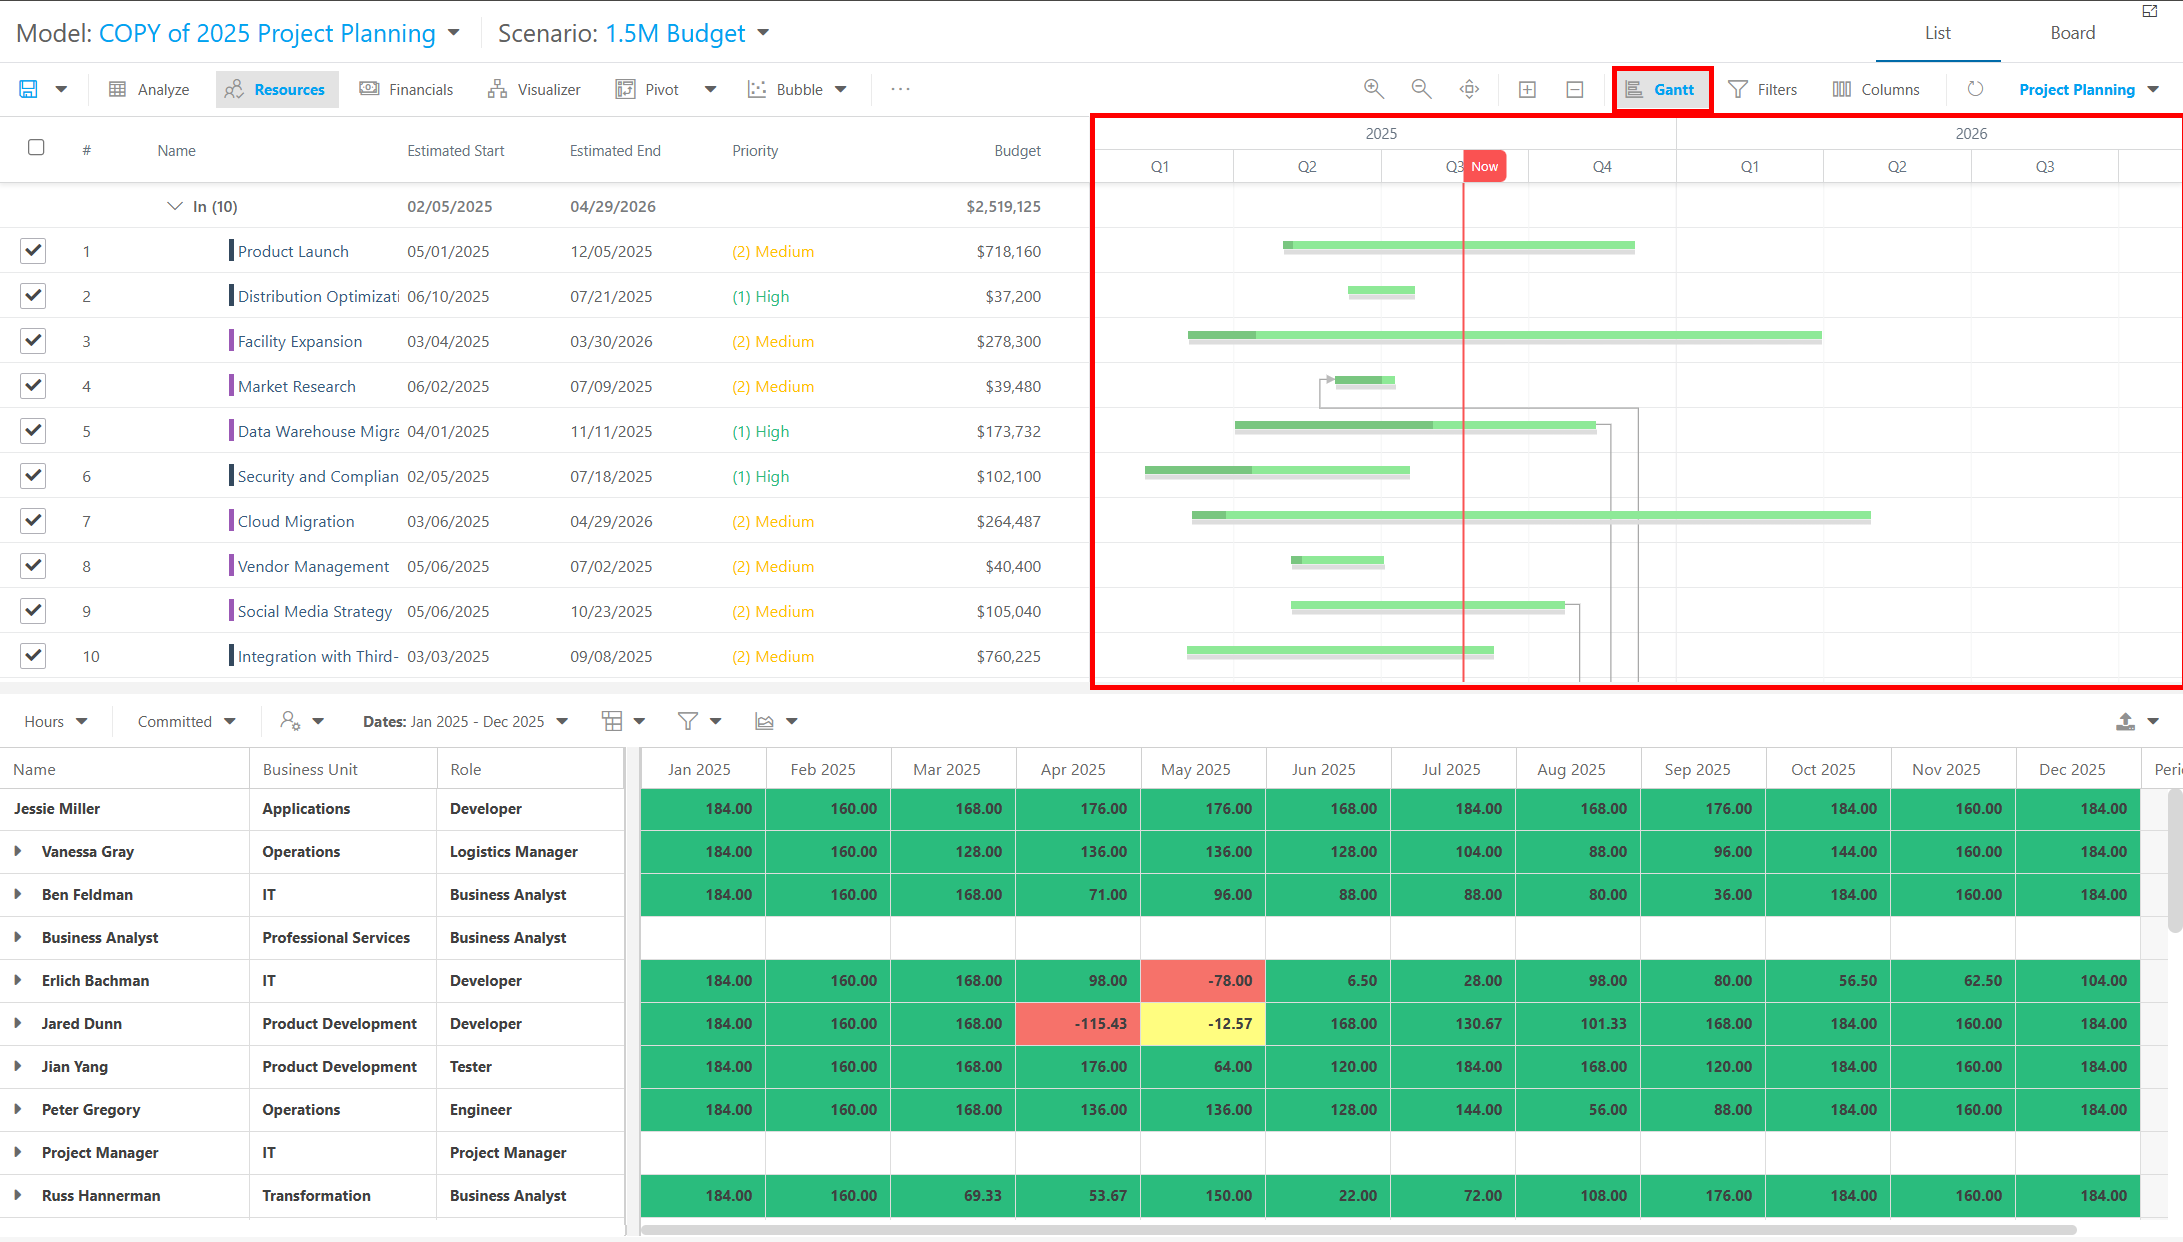 Model: COPY of 2025 Project Planning Scenario: 1.5M Budget List Board
Analyze Resources Financials Visualizer Pivot Bubble ... Gantt Filters Columns Project Planning
# Name Estimated Start Estimated End Priority Budget
2025 2026
Q1 Q2 Q3 Now Q4 Q1 Q2 Q3
In (10) 02/05/2025 04/29/2026 $2,519,125
1 Product Launch 05/01/2025 12/05/2025 (2) Medium $718,160
2 Distribution Optimizati 06/10/2025 07/21/2025 (1) High $37,200
3 Facility Expansion 03/04/2025 03/30/2026 (2) Medium $278,300
4 Market Research 06/02/2025 07/09/2025 (2) Medium $39,480
5 Data Warehouse Migra 04/01/2025 11/11/2025 (1) High $173,732
6 Security and Complian 02/05/2025 07/18/2025 (1) High $102,100
7 Cloud Migration 03/06/2025 04/29/2026 (2) Medium $264,487
8 Vendor Management 05/06/2025 07/02/2025 (2) Medium $40,400
9 Social Media Strategy 05/06/2025 10/23/2025 (2) Medium $105,040
10 Integration with Third- 03/03/2025 09/08/2025 (2) Medium $760,225
Hours Committed Dates: Jan 2025 - Dec 2025
Name Business Unit Role Jan 2025 Feb 2025 Mar 2025 Apr 2025 May 2025 Jun 2025 Jul 2025 Aug 2025 Sep 2025 Oct 2025 Nov 2025 Dec 2025 Peri
Jessie Miller Applications Developer 184.00 160.00 168.00 176.00 176.00 168.00 184.00 168.00 176.00 184.00 160.00 184.00
Vanessa Gray Operations Logistics Manager 184.00 160.00 128.00 136.00 136.00 128.00 104.00 88.00 96.00 144.00 160.00 184.00
Ben Feldman IT Business Analyst 184.00 160.00 168.00 71.00 96.00 88.00 88.00 80.00 36.00 184.00 160.00 184.00
Business Analyst Professional Services Business Analyst
Erlich Bachman IT Developer 184.00 160.00 168.00 98.00 -78.00 6.50 28.00 98.00 80.00 56.50 62.50 104.00
Jared Dunn Product Development Developer 184.00 160.00 168.00 -115.43 -12.57 168.00 130.67 101.33 168.00 184.00 160.00 184.00
Jian Yang Product Development Tester 184.00 160.00 168.00 176.00 64.00 120.00 184.00 168.00 120.00 184.00 160.00 184.00
Peter Gregory Operations Engineer 184.00 160.00 168.00 136.00 136.00 128.00 144.00 56.00 88.00 184.00 160.00 184.00
Project Manager IT Project Manager
Russ Hannerman Transformation Business Analyst 184.00 160.00 69.33 53.67 150.00 22.00 72.00 108.00 176.00 184.00 160.00 184.00